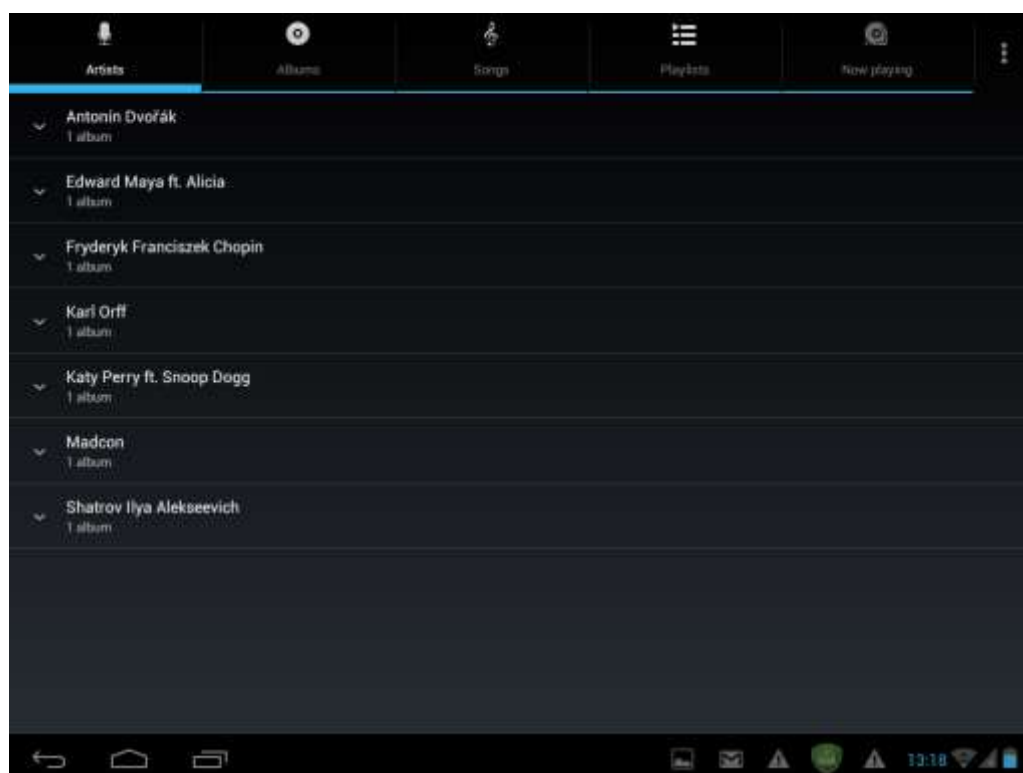 Artists
Albums
Songs
Playlists
Now playing
Antonín Dvořák
1 album
Edward Maya ft. Alicia
1 album
Fryderyk Franciszek Chopin
1 album
Karl Orff
1 album
Katy Perry ft. Snoop Dogg
1 album
Madcon
1 album
Shatrov Ilya Alekseevich
1 album
13:18